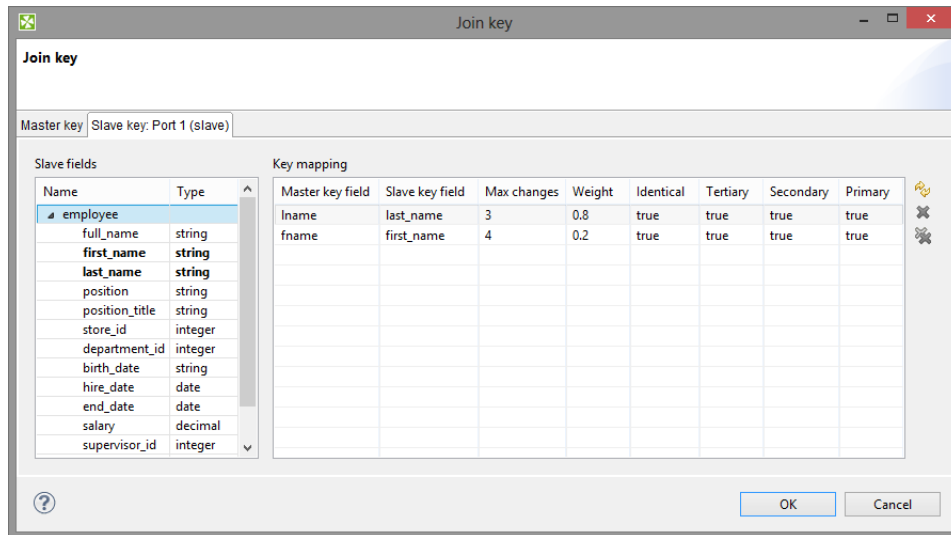 Join key
Join key
Master key Slave key: Port 1 (slave)
Slave fields
Name Type
employee
full_name string
first_name string
last_name string
position string
position_title string
store_id integer
department_id integer
birth_date string
hire_date date
end_date date
salary decimal
supervisor_id integer
Key mapping
Master key field Slave key field Max changes Weight Identical Tertiary Secondary Primary
lname last_name 3 0.8 true true true true
fname first_name 4 0.2 true true true true
OK Cancel